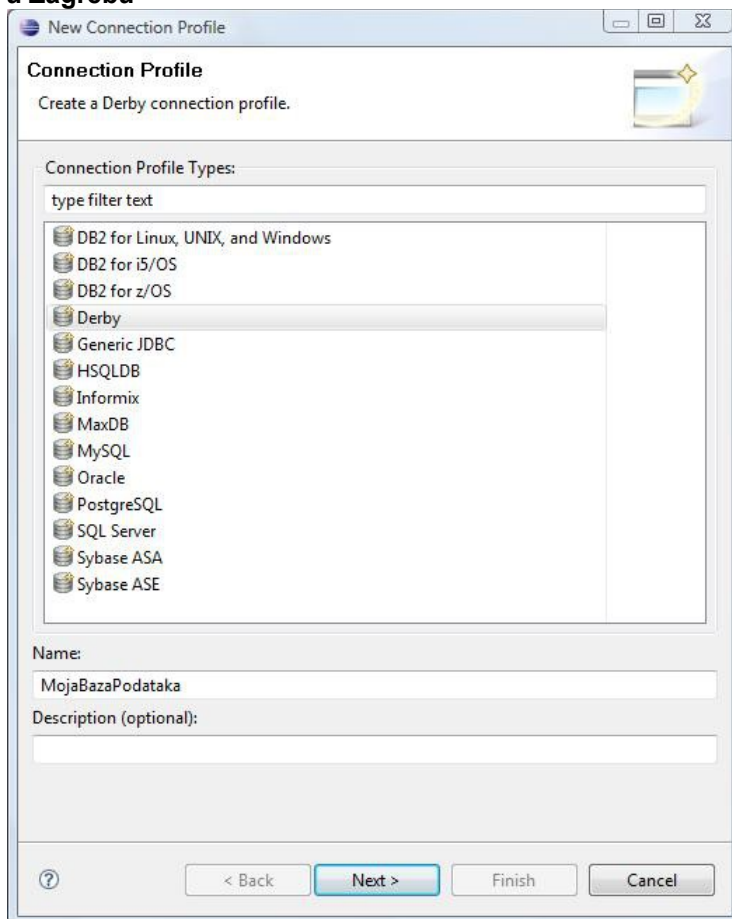 u Zagrebu
New Connection Profile
Connection Profile
Create a Derby connection profile.
Connection Profile Types:
type filter text
DB2 for Linux, UNIX, and Windows
DB2 for i5/OS
DB2 for z/OS
Derby
Generic JDBC
HSQLDB
Informix
MaxDB
MySQL
Oracle
PostgreSQL
SQL Server
Sybase ASA
Sybase ASE
Name:
MojaBazaPodataka
Description (optional):
?
< Back
Next >
Finish
Cancel